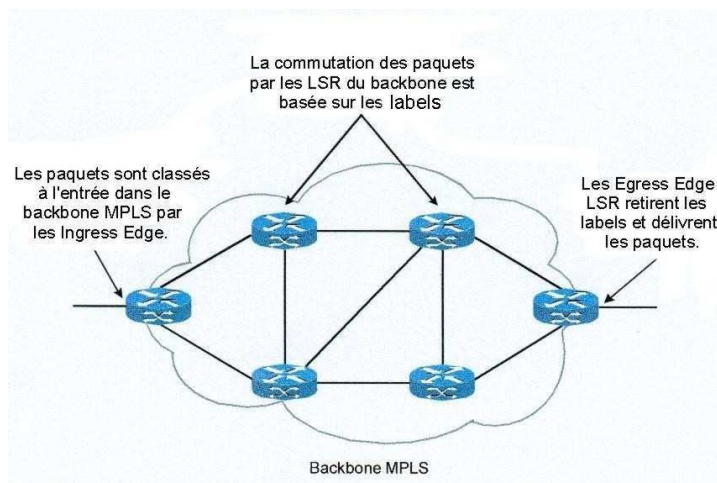 La commutation des paquets
par les LSR du backbone est
basée sur les labels
Les paquets sont classés
à l'entrée dans le
backbone MPLS par
les Ingress Edge.
Les Egress Edge
LSR retirent les
labels et délivrent
les paquets.
Backbone MPLS